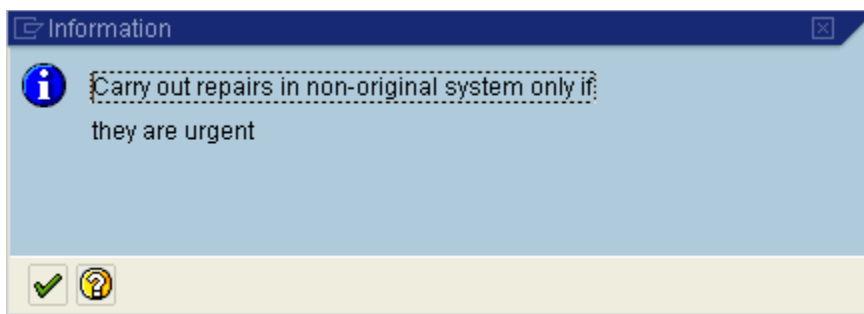 Information
Carry out repairs in non-original system only if
they are urgent